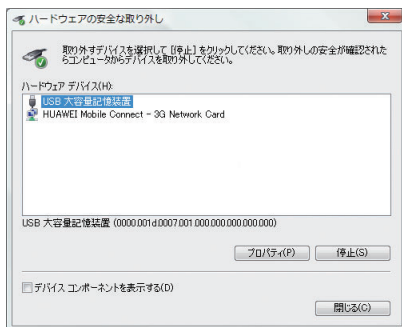 ハードウェアの安全な取り外し
取り外すデバイスを選択して [停止] をクリックしてください。取り外しの安全が確認された
らコンピュータからデバイスを取り外してください。
ハードウェア デバイス(H):
USB 大容量記憶装置
HUAWEI Mobile Connect - 3G Network Card
USB 大容量記憶装置 (0000.001d.0007.001.000.000.000.000.000)
プロパティ(P)
停止(S)
デバイス コンポーネントを表示する(D)
閉じる(C)